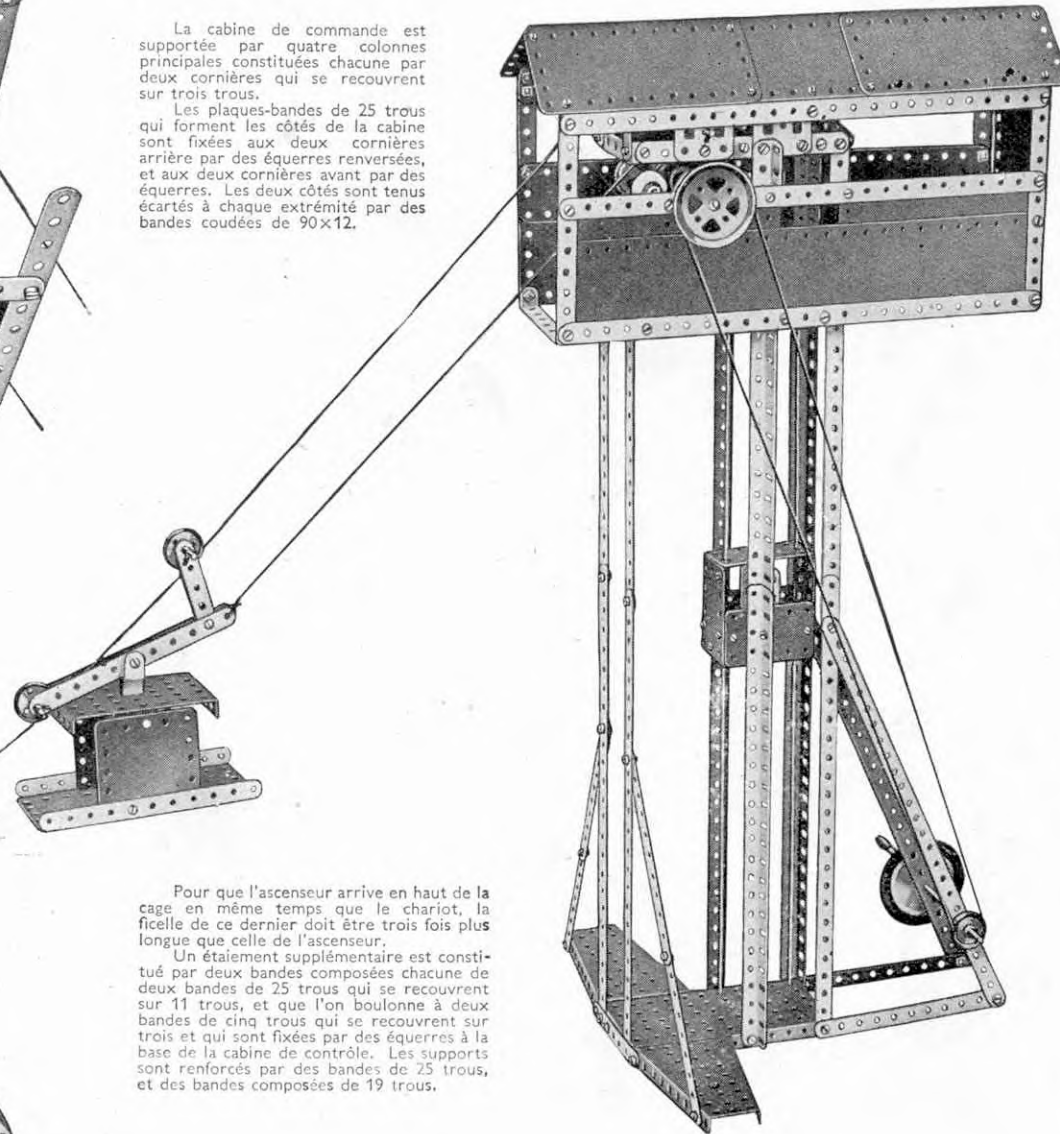 La cabine de commande est
supportée par quatre colonnes
principales constituées chacune par
deux cornières qui se recouvrent
sur trois trous.
Les plaques-bandes de 25 trous
qui forment les côtés de la cabine
sont fixées aux deux cornières
arrière par des équerres renversées,
et aux deux cornières avant par des
équerres. Les deux côtés sont tenus
écartés à chaque extrémité par des
bandes coudées de 90×12.
Pour que l'ascenseur arrive en haut de la
cage en même temps que le chariot, la
ficelle de ce dernier doit être trois fois plus
longue que celle de l'ascenseur.
Un étaiement supplémentaire est consti-
tué par deux bandes composées chacune de
deux bandes de 25 trous qui se recouvrent
sur 11 trous, et que l'on boulonne à deux
bandes de cinq trous qui se recouvrent sur
trois et qui sont fixées par des équerres à la
base de la cabine de contrôle. Les supports
sont renforcés par des bandes de 25 trous,
et des bandes composées de 19 trous.